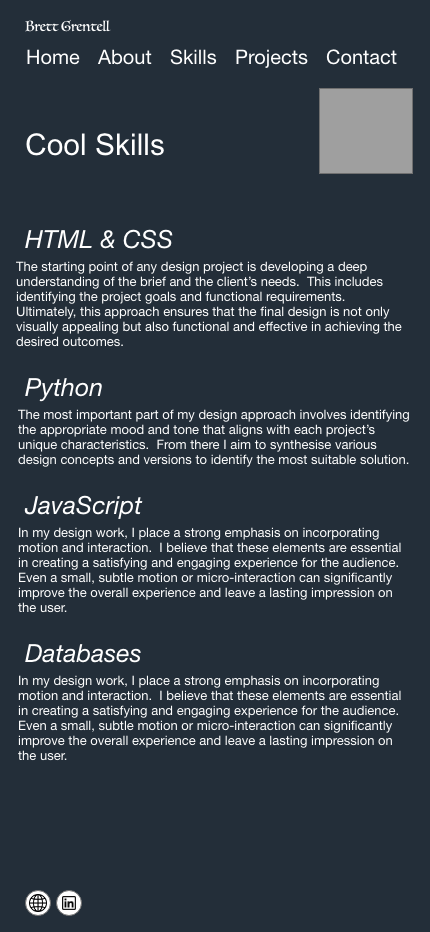 Brett Grentell
Home About Skills Projects Contact
Cool Skills
HTML & CSS
The starting point of any design project is developing a deep
understanding of the brief and the client's needs.  This includes
identifying the project goals and functional requirements.
Ultimately, this approach ensures that the final design is not only
visually appealing but also functional and effective in achieving the
desired outcomes.
Python
The most important part of my design approach involves identifying
the appropriate mood and tone that aligns with each project's
unique characteristics.  From there I aim to synthesise various
design concepts and versions to identify the most suitable solution.
JavaScript
In my design work, I place a strong emphasis on incorporating
motion and interaction.  I believe that these elements are essential
in creating a satisfying and engaging experience for the audience.
Even a small, subtle motion or micro-interaction can significantly
improve the overall experience and leave a lasting impression on
the user.
Databases
In my design work, I place a strong emphasis on incorporating
motion and interaction.  I believe that these elements are essential
in creating a satisfying and engaging experience for the audience.
Even a small, subtle motion or micro-interaction can significantly
improve the overall experience and leave a lasting impression on
the user.
in